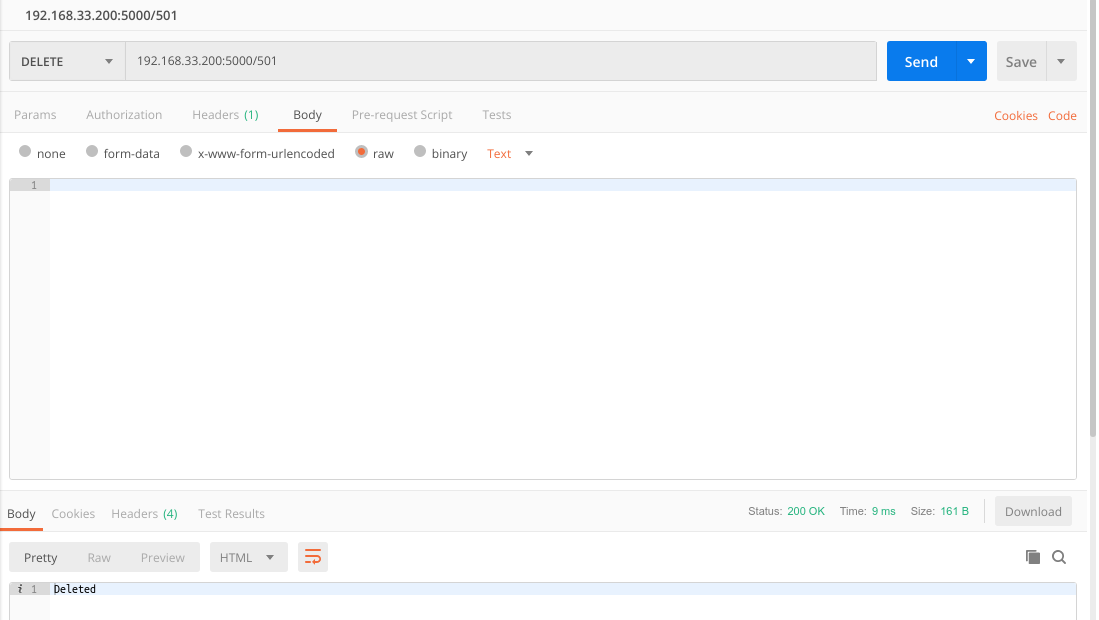 192.168.33.200:5000/501
DELETE 192.168.33.200:5000/501 Send Save
Params Authorization Headers (1) Body Pre-request Script Tests Cookies Code
none form-data x-www-form-urlencoded raw binary Text
1
Body Cookies Headers (4) Test Results Status: 200 OK Time: 9 ms Size: 161 B Download
Pretty Raw Preview HTML
i 1 Deleted